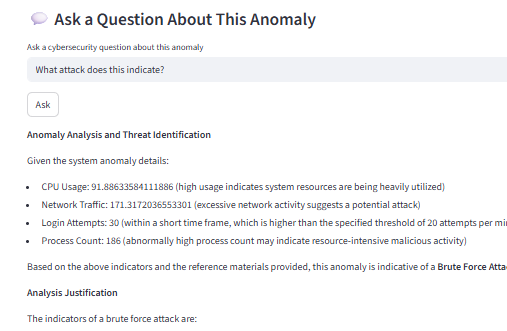 Ask a Question About This Anomaly
Ask a cybersecurity question about this anomaly
What attack does this indicate?
Ask
Anomaly Analysis and Threat Identification
Given the system anomaly details:
• CPU Usage: 91.88633584111886 (high usage indicates system resources are being heavily utilized)
• Network Traffic: 171.3172036553301 (excessive network activity suggests a potential attack)
• Login Attempts: 30 (within a short time frame, which is higher than the specified threshold of 20 attempts per
• Process Count: 186 (abnormally high process count may indicate resource-intensive malicious activity)
Based on the above indicators and the reference materials provided, this anomaly is indicative of a Brute Force
Analysis Justification
The indicators of a brute force attack are: